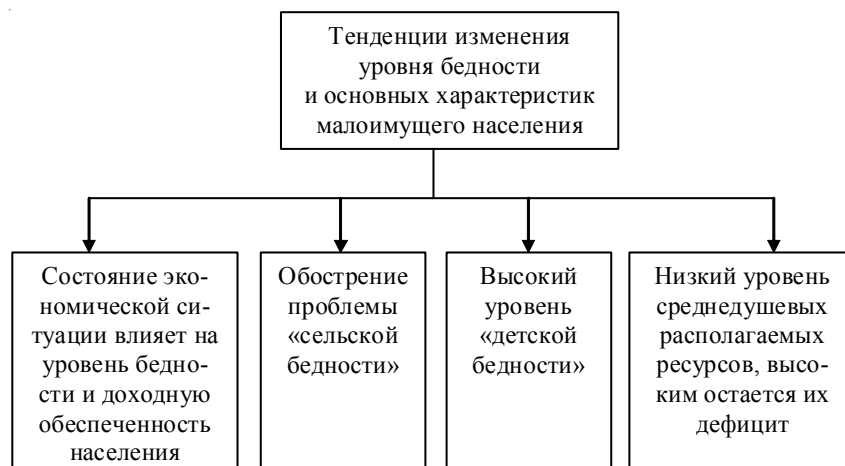 Тенденции изменения
уровня бедности
и основных характеристик
малоимущего населения
Состояние эко-
номической си-
туации влияет на
уровень бедно-
сти и доходную
обеспеченность
населения
Обострение
проблемы
«сельской
бедности»
Высокий
уровень
«детской
бедности»
Низкий уровень
среднедушевых
располагаемых
ресурсов, высо-
ким остается их
дефицит